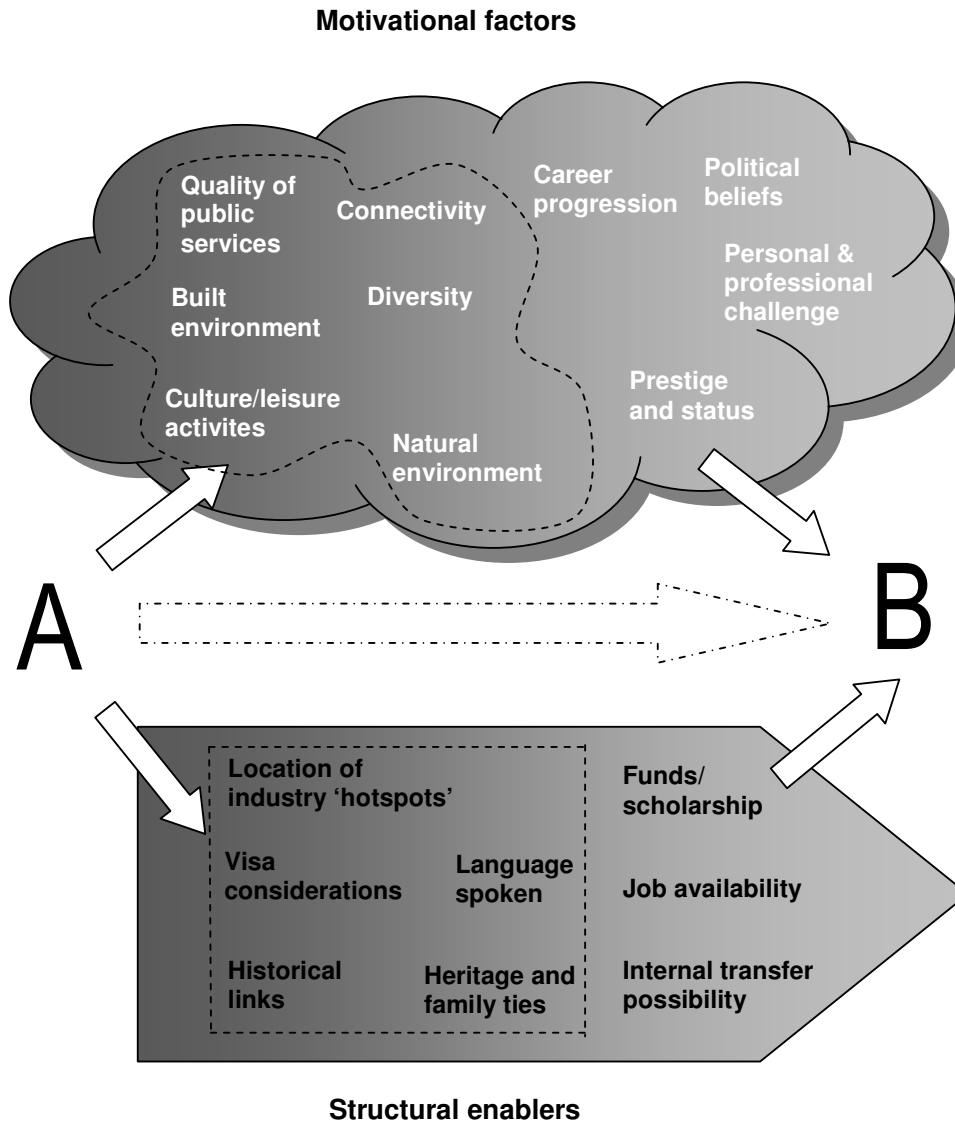 Motivational factors
Quality of
public
services
Connectivity
Career
progression
Political
beliefs
Built
environment
Diversity
Personal &
professional
challenge
Culture/leisure
activites
Natural
environment
Prestige
and status
A
B
Location of
industry ‘hotspots’
Funds/
scholarship
Visa
considerations
Language
spoken
Job availability
Historical
links
Heritage and
family ties
Internal transfer
possibility
Structural enablers